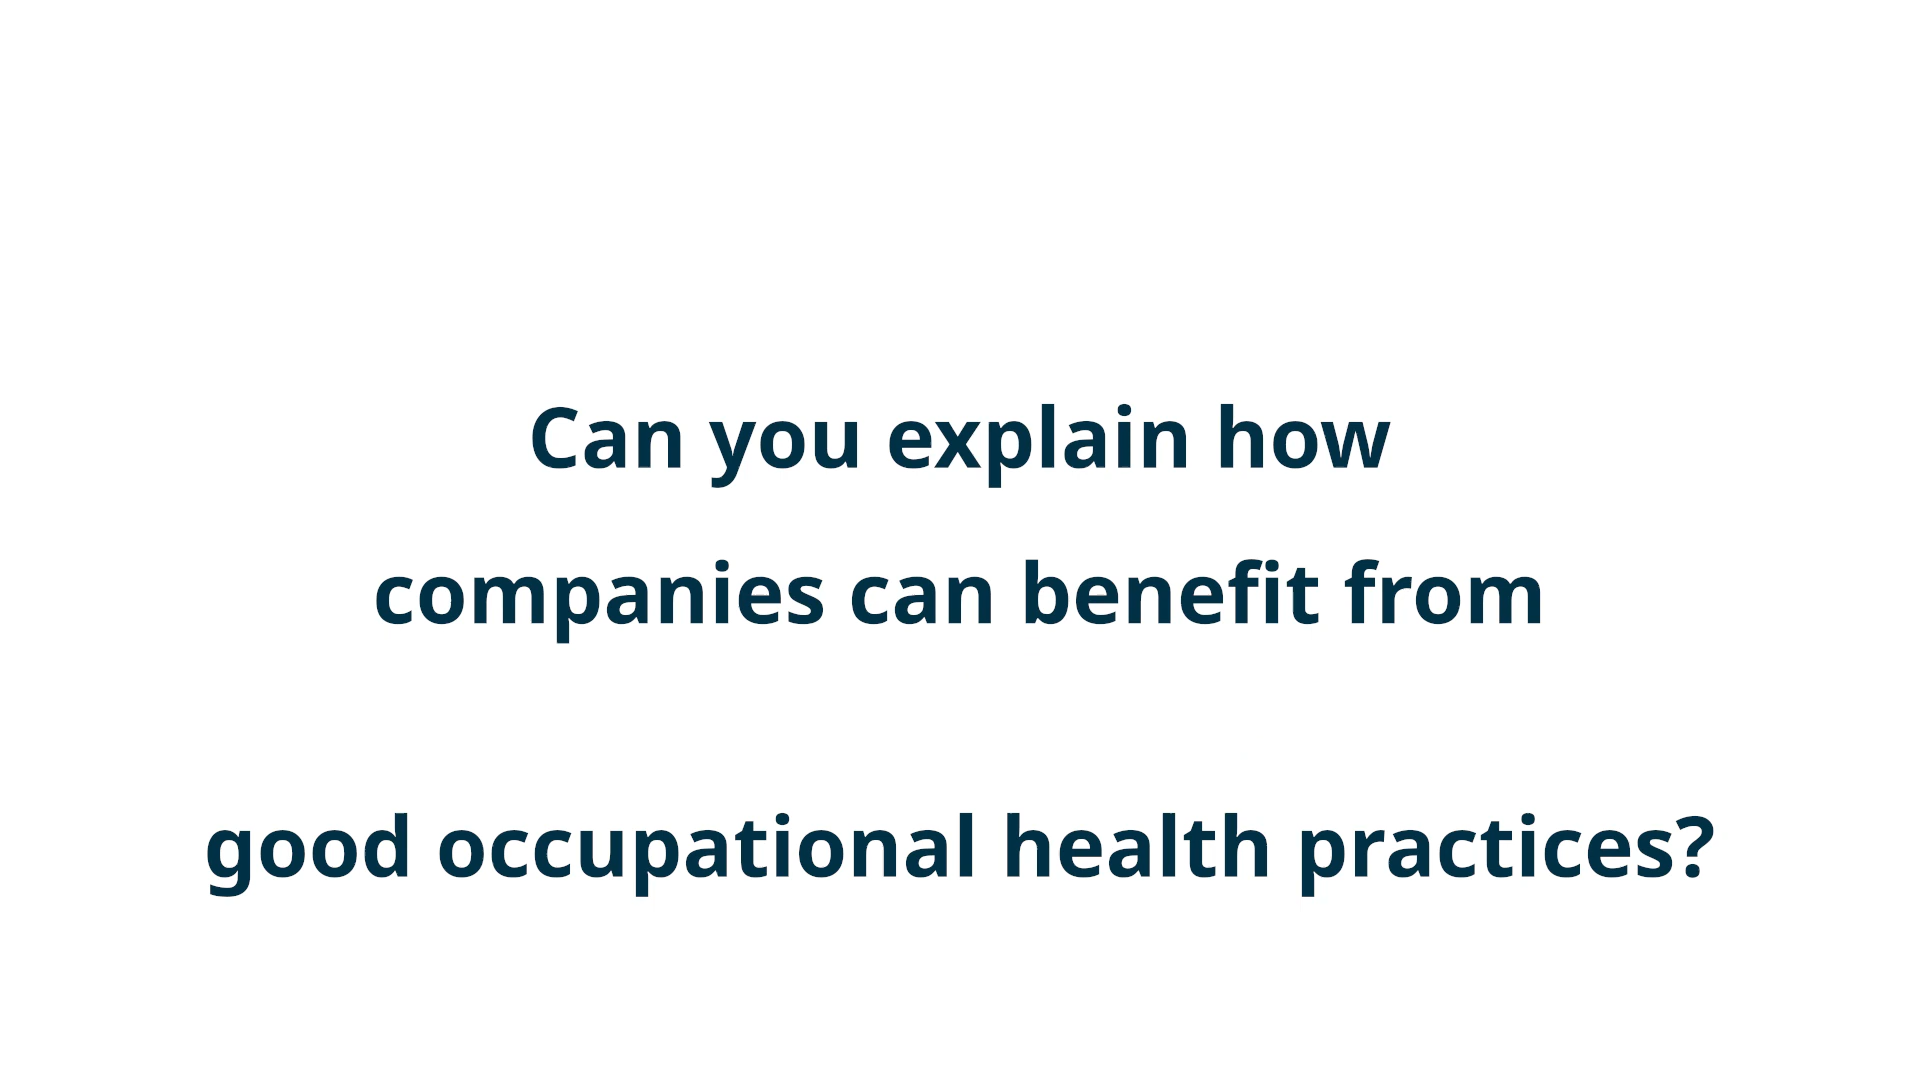 Can you explain how
companies can benefit from
good occupational health practices?